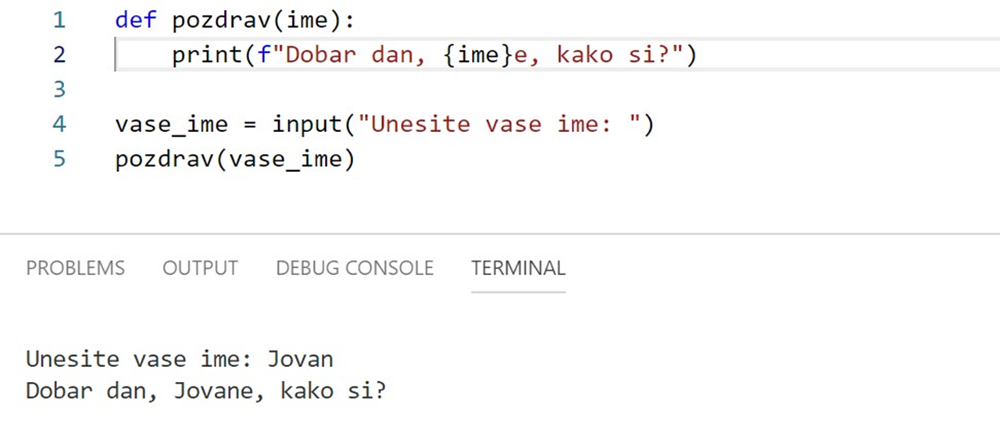 1 def pozdrav(ime):
2     print(f"Dobar dan, {ime}e, kako si?")
3
4 vase_ime = input("Unesite vase ime: ")
5 pozdrav(vase_ime)
PROBLEMS OUTPUT DEBUG CONSOLE TERMINAL
Unesite vase ime: Jovan
Dobar dan, Jovane, kako si?